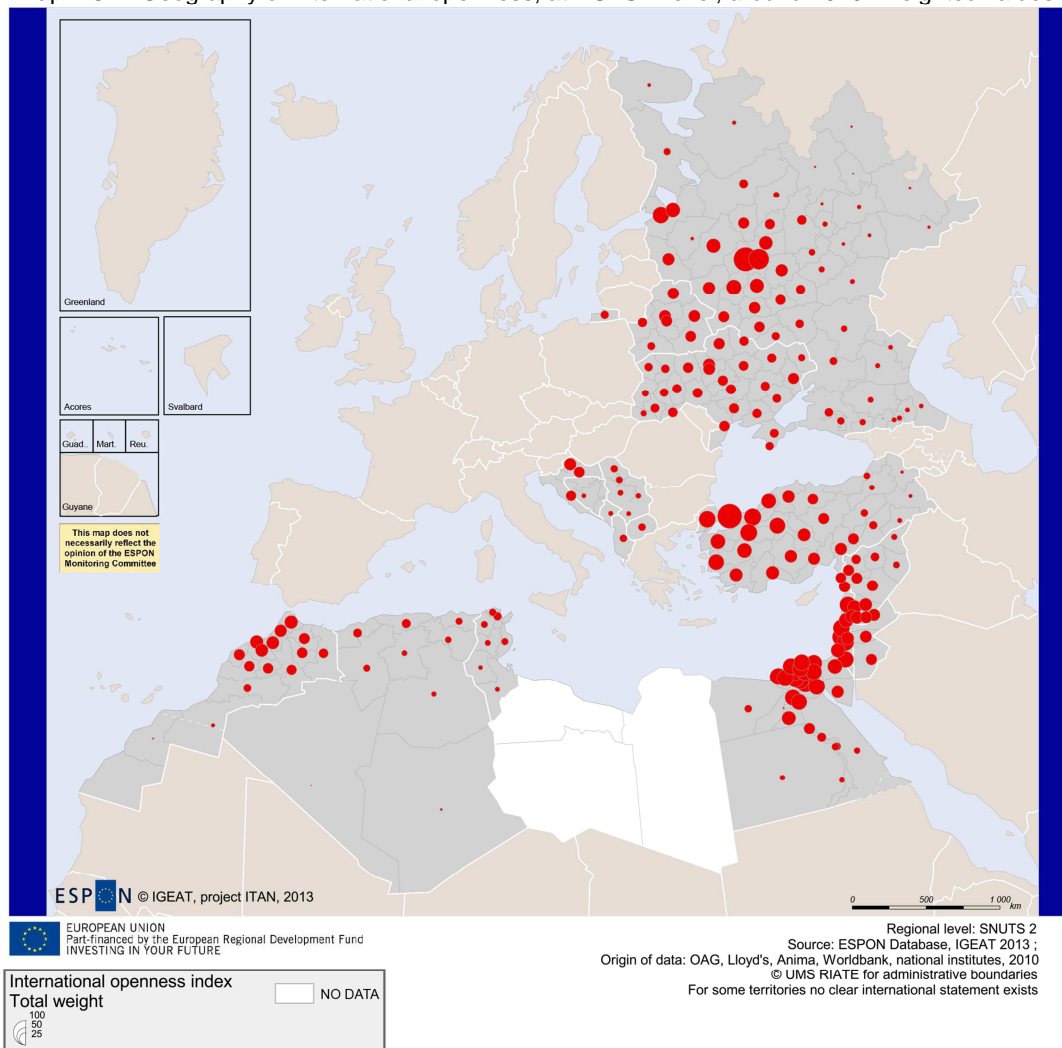 Greenland
Acores
Svalbard
Guad..
Mart.
Reu.
Guyane
This map does not
necessarily reflect the
opinion of the ESPON
Monitoring Committee
ESPON © IGEAT, project ITAN, 2013
0 500 1 000
km
EUROPEAN UNION
Part-financed by the European Regional Development Fund
INVESTING IN YOUR FUTURE
Regional level: SNUTS 2
Source: ESPON Database, IGEAT 2013 ;
Origin of data: OAG, Lloyd's, Anima, Worldbank, national institutes, 2010
© UMS RIATE for administrative boundaries
For some territories no clear international statement exists
International openness index
Total weight
NO DATA
100
50
25